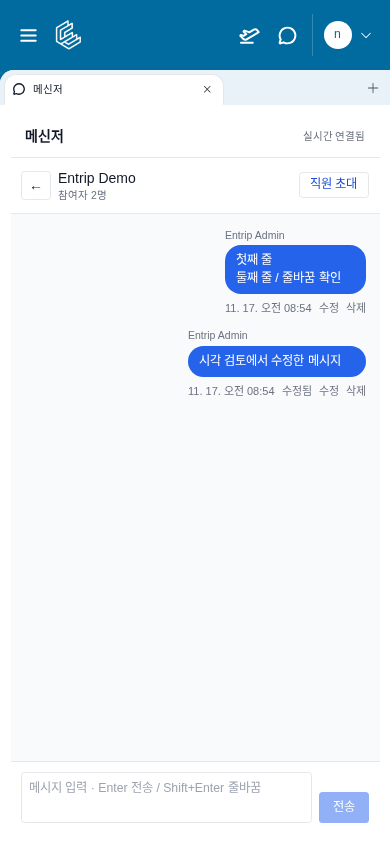 n
메신저
메신저
실시간 연결됨
←
Entrip Demo
참여자 2명
직원 초대
Entrip Admin
첫째 줄
둘째 줄 / 줄바꿈 확인
11. 17. 오전 08:54 수정 삭제
Entrip Admin
시각 검토에서 수정한 메시지
11. 17. 오전 08:54 수정됨 수정 삭제
메시지 입력 · Enter 전송 / Shift+Enter 줄바꿈
전송